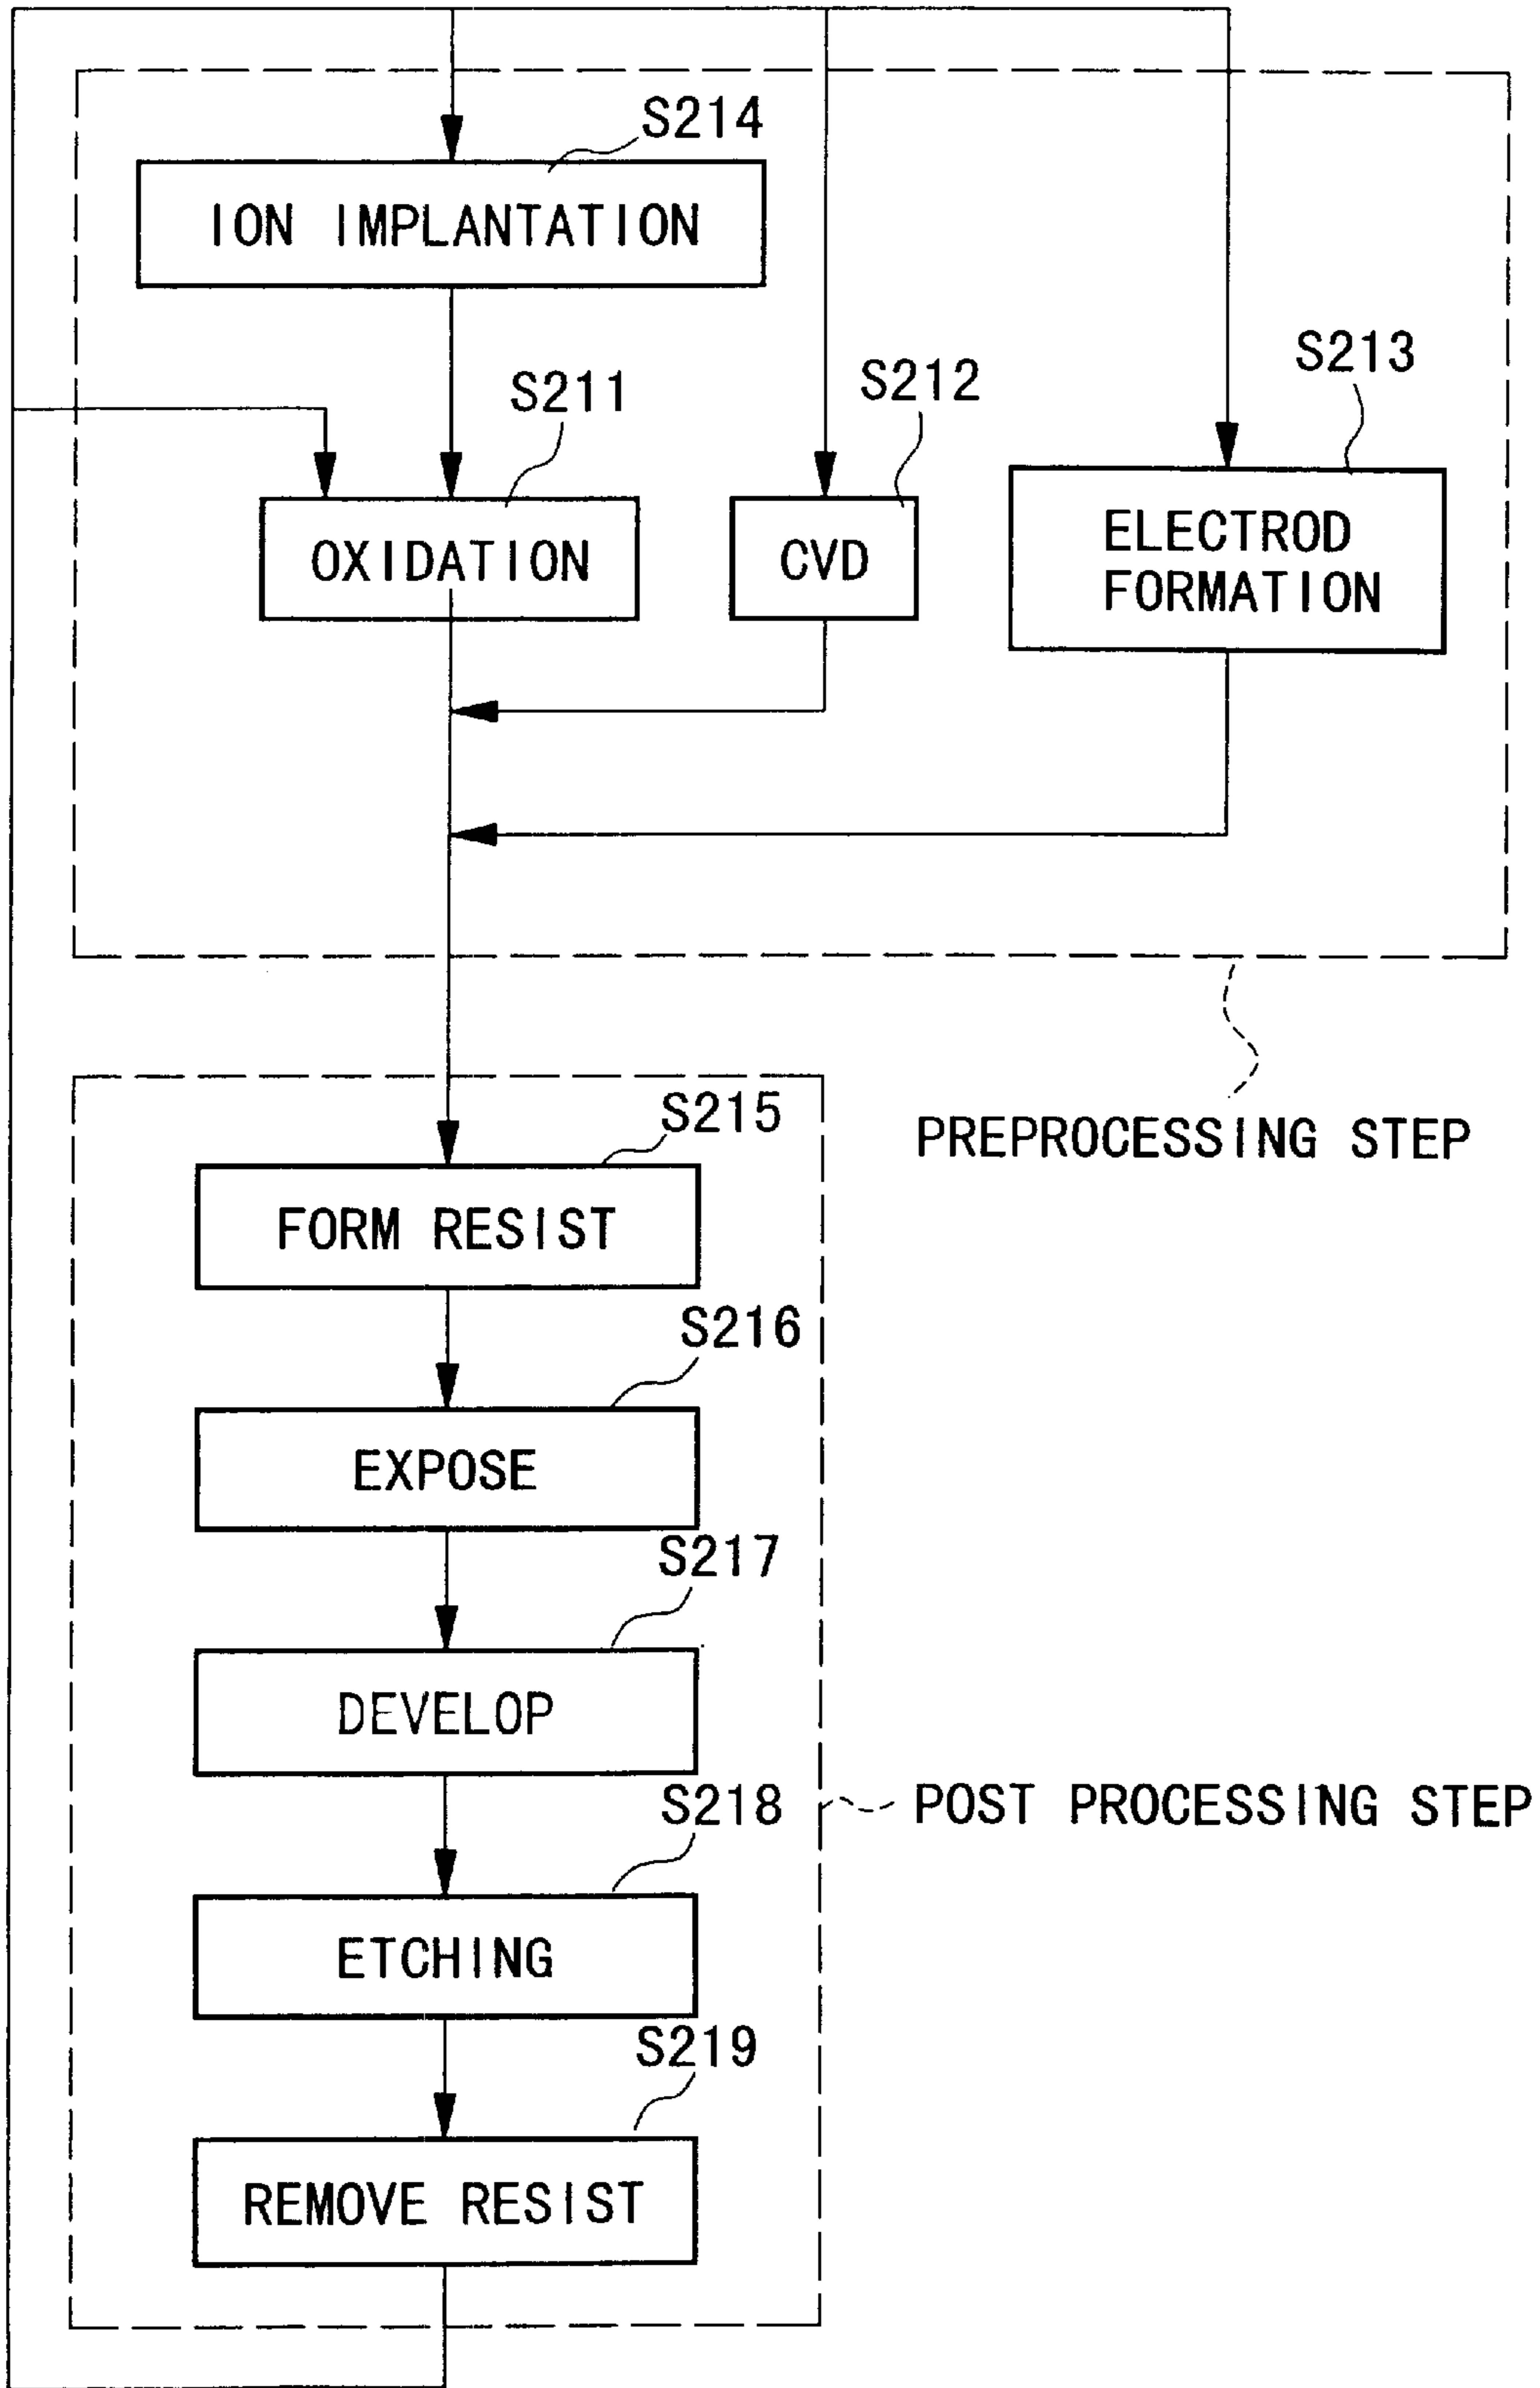 S214
ION IMPLANTATION
S213
S212
S211
OXIDATION
CVD
ELECTROD
FORMATION
PREPROCESSING STEP
S215
FORM RESIST
S216
EXPOSE
S217
DEVELOP
POST PROCESSING STEP
S218
ETCHING
S219
REMOVE RESIST